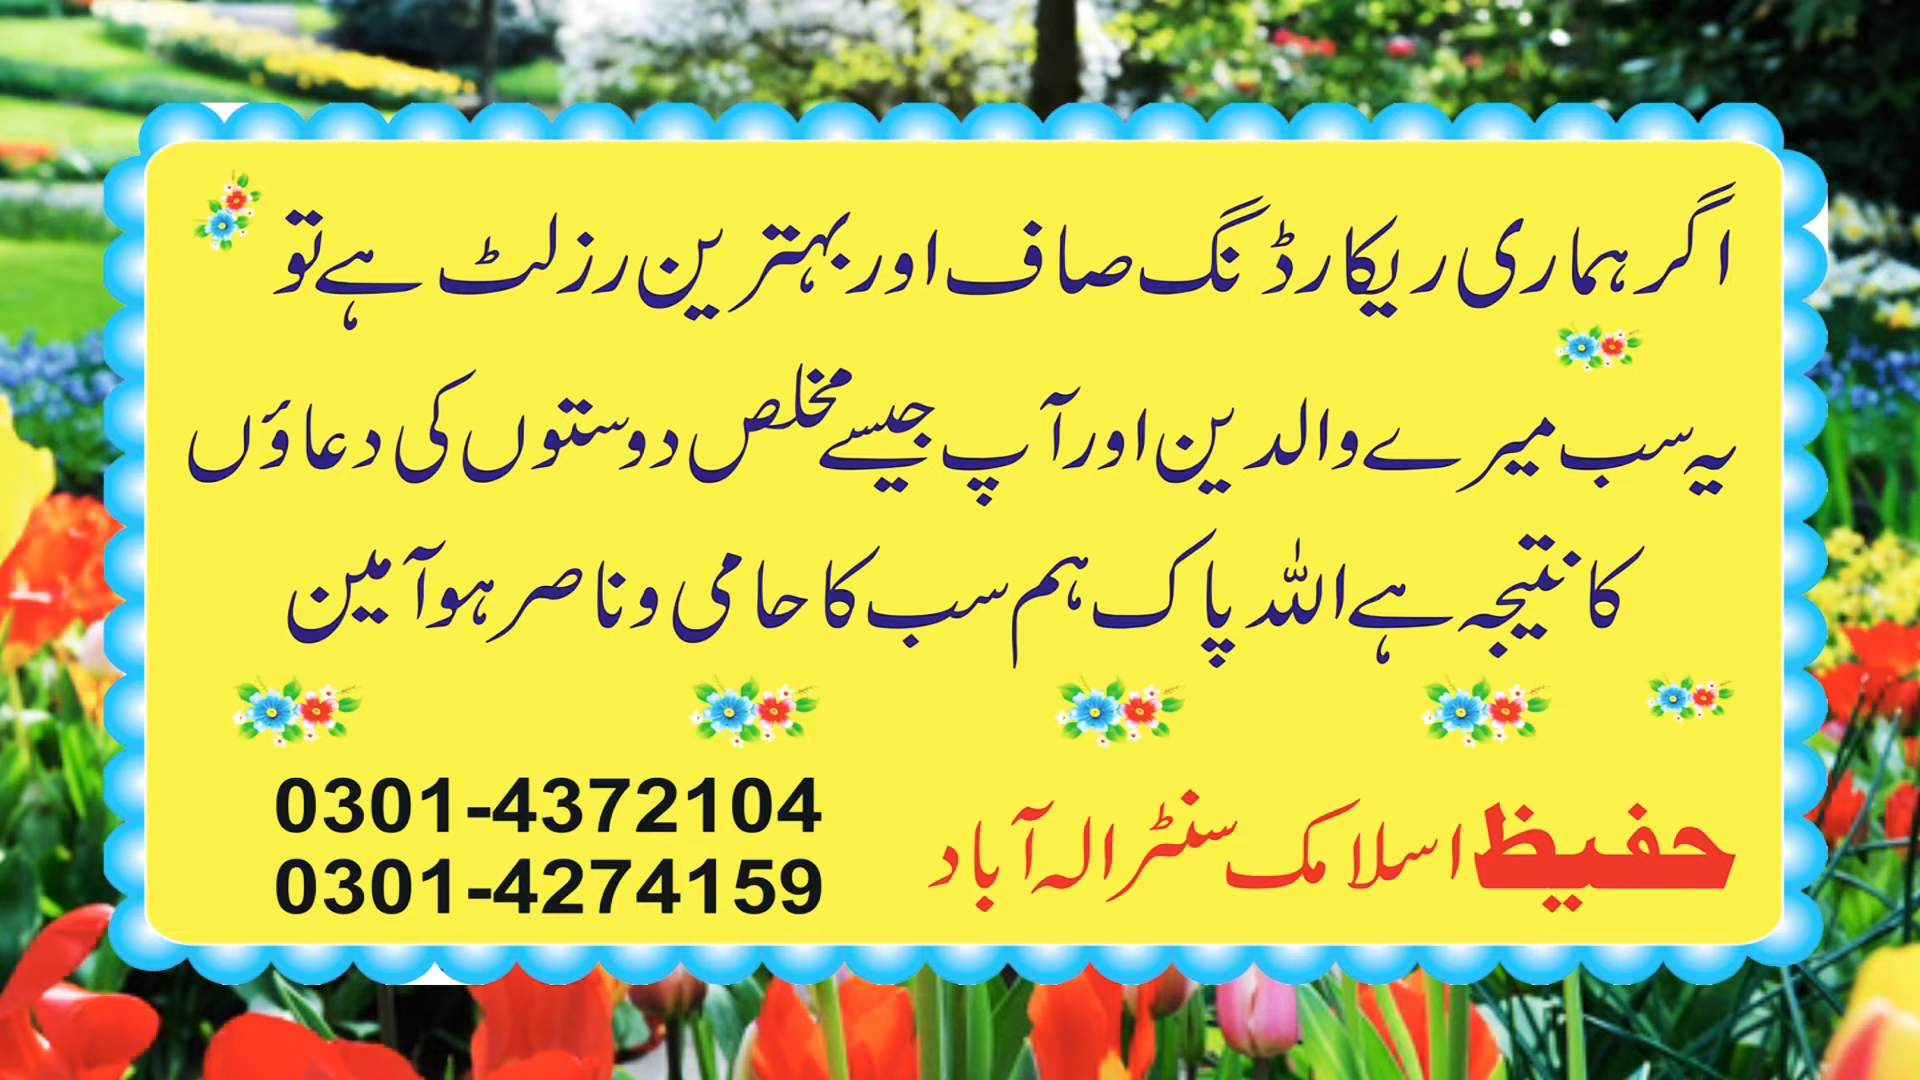 اگر ہماری ریکارڈنگ صاف اور بہترین رزلٹ ہے تو
یہ سب میرے والدین اور آپ جیسے مخلص دوستوں کی دعاؤں
کا نتیجہ ہے اللہ پاک ہم سب کا حامی و ناصر ہو آمین
حفیظ اسلامک سنٹر الہ آباد
0301-4372104
0301-4274159